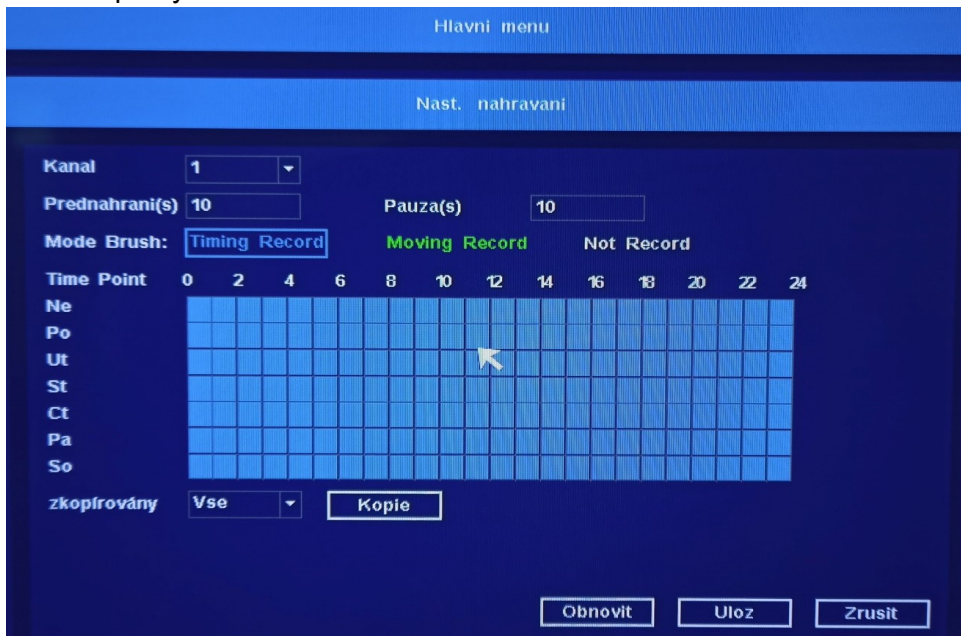 Hlavni menu
Nast. nahravani
Kanal 1
Prednahrani(s) 10 Pauza(s) 10
Mode Brush: Timing Record Moving Record Not Record
Time Point 0 2 4 6 8 10 12 14 16 18 20 22 24
Ne
Po
Ut
St
Ct
Pa
So
zkopírovány Vse Kopie
Obnovit Uloz Zrusit